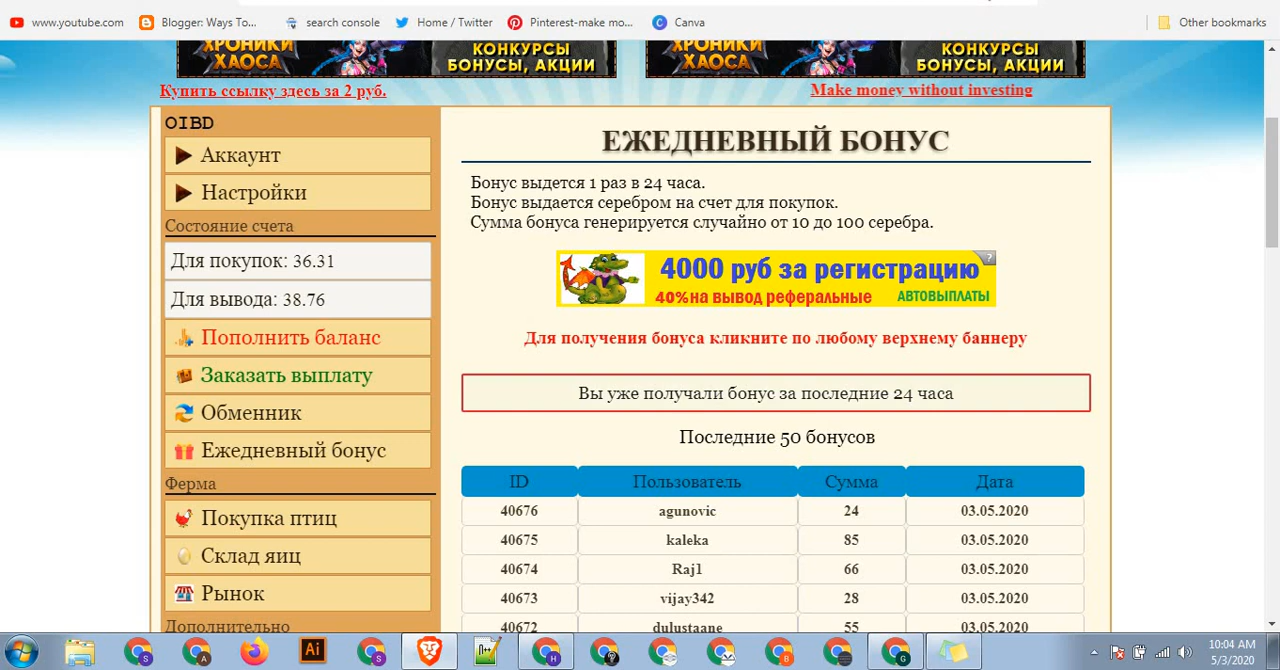 www.youtube.com
Blogger: Ways To...
search console
Home / Twitter
Pinterest-make mo...
Canva
Other bookmarks
ХРОНИКИ ХАОСА
КОНКУРСЫ
БОНУСЫ, АКЦИИ
ХРОНИКИ ХАОСА
КОНКУРСЫ
БОНУСЫ, АКЦИИ
Купить ссылку здесь за 2 руб.
Make money without investing
OIBD
Аккаунт
Настройки
Состояние счета
Для покупок: 36.31
Для вывода: 38.76
Пополнить баланс
Заказать выплату
Обменник
Ежедневный бонус
Ферма
Покупка птиц
Склад яиц
Рынок
Дополнительно
ЕЖЕДНЕВНЫЙ БОНУС
Бонус выдется 1 раз в 24 часа.
Бонус выдается серебром на счет для покупок.
Сумма бонуса генерируется случайно от 10 до 100 серебра.
4000 руб за регистрацию
40% на вывод реферальные АВТОВЫПЛАТЫ
?
Для получения бонуса кликните по любому верхнему баннеру
Вы уже получали бонус за последние 24 часа
Последние 50 бонусов
ID Пользователь Сумма Дата
40676 agunovic 24 03.05.2020
40675 kaleka 85 03.05.2020
40674 Raj1 66 03.05.2020
40673 vijay342 28 03.05.2020
40672 dulustaane 55 03.05.2020
10:04 AM
5/3/2020